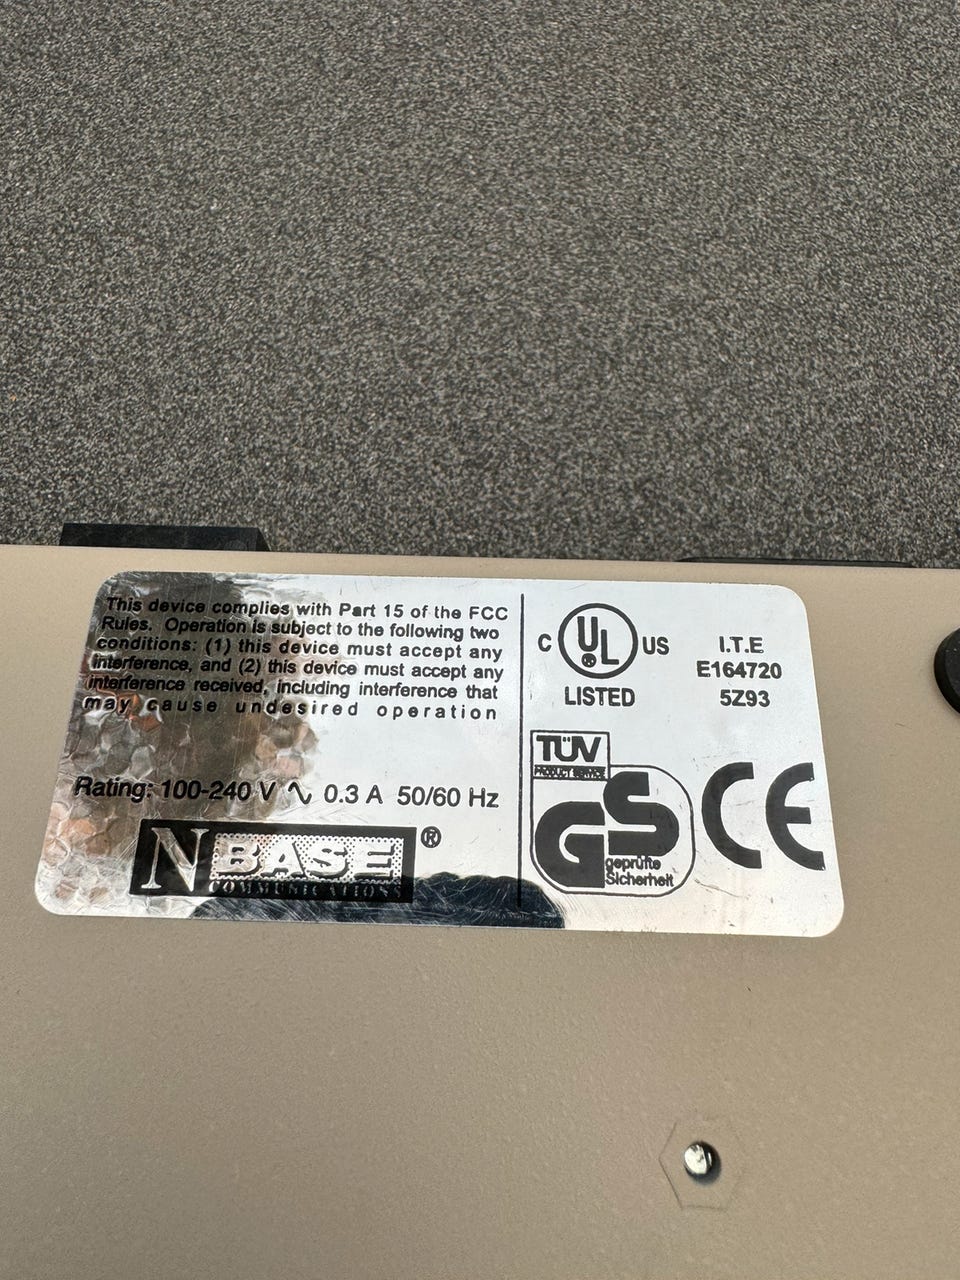 This device complies with Part 15 of the FCC
Rules. Operation is subject to the following two
conditions: (1) this device must accept any
interference, and (2) this device must accept any
interference received, including interference that
may cause undesired operation
Rating: 100-240 V ∿ 0.3 A 50/60 Hz
N BASE ®
COMMUNICATIONS
C UL ® US
LISTED
I.T.E
E164720
5Z93
TÜV
PRODUCT SERVICE
GS
geprüfte
Sicherheit
CE